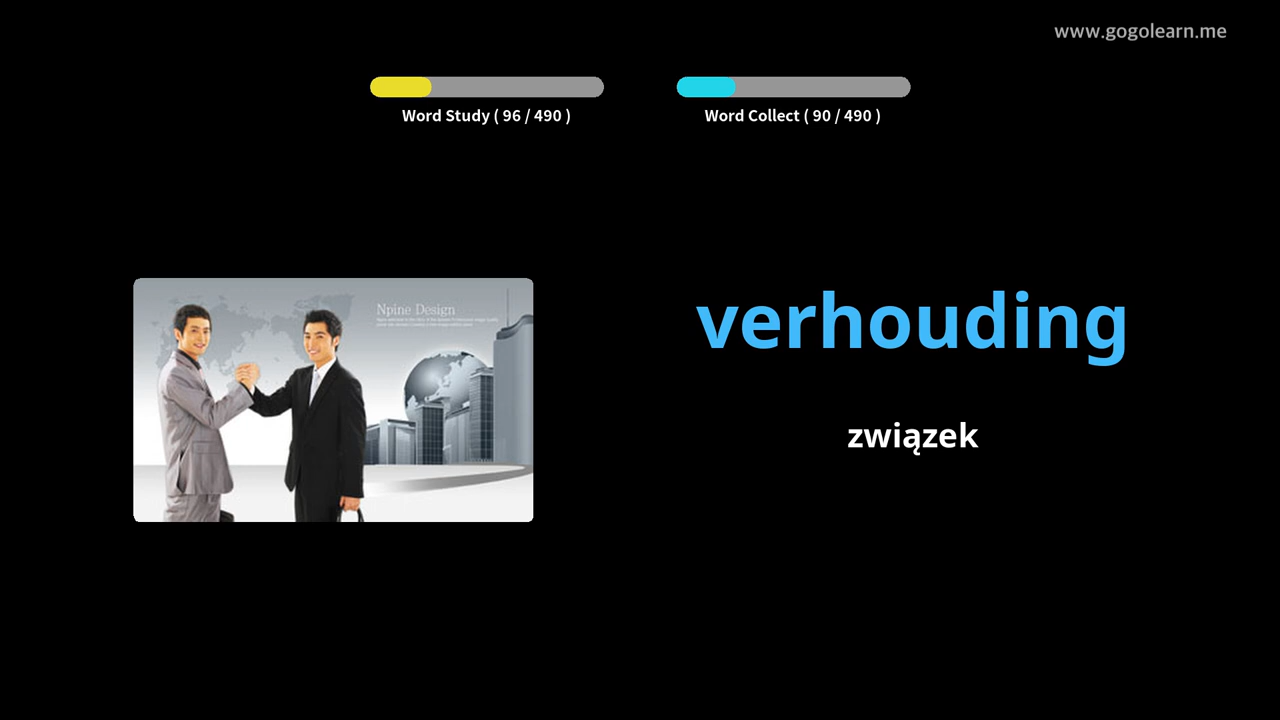 www.gogolearn.me
Word Study ( 96 / 490 )
Word Collect ( 90 / 490 )
Npine Design
verhouding
związek